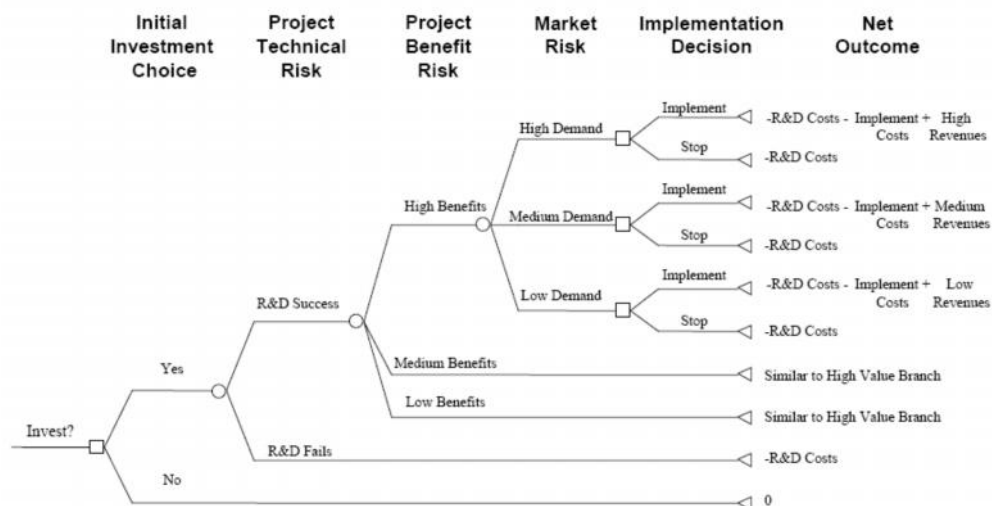 Initial Investment Choice
Project Technical Risk
Project Benefit Risk
Market Risk
Implementation Decision
Net Outcome
Implement
High Demand
-R&D Costs - Implement Costs + High Revenues
Stop
-R&D Costs
Implement
High Benefits
Medium Demand
-R&D Costs - Implement Costs + Medium Revenues
Stop
-R&D Costs
Implement
Low Demand
-R&D Costs - Implement Costs + Low Revenues
R&D Success
Stop
-R&D Costs
Yes
Medium Benefits
Similar to High Value Branch
Low Benefits
Similar to High Value Branch
Invest?
R&D Fails
-R&D Costs
No
0